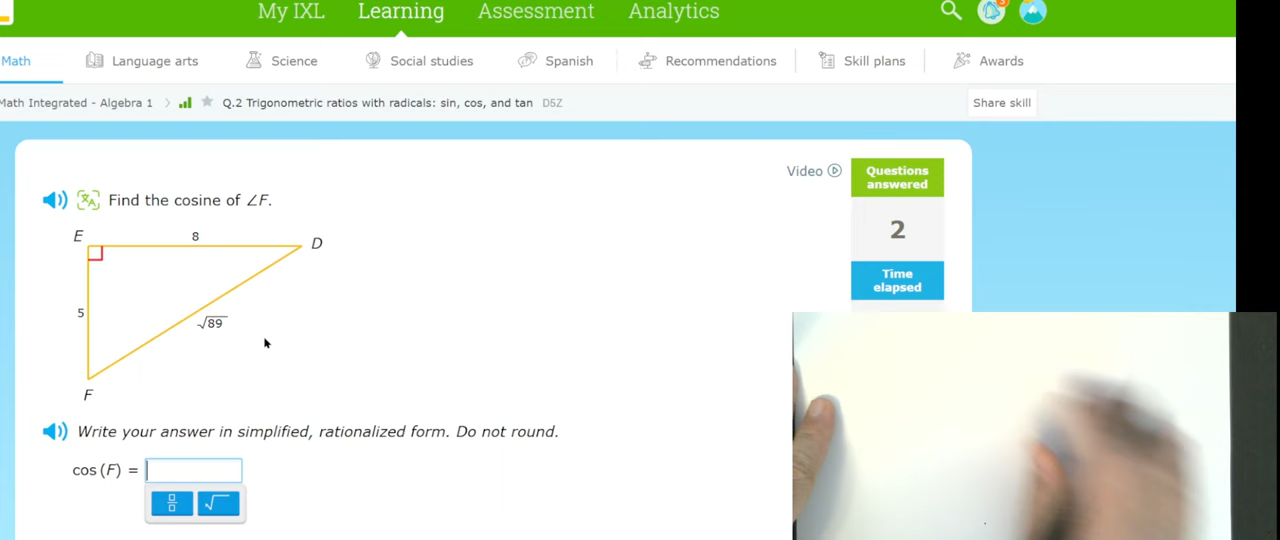 My IXL Learning Assessment Analytics
3
Math Language arts Science Social studies Spanish Recommendations Skill plans Awards
Math Integrated - Algebra 1 > Q.2 Trigonometric ratios with radicals: sin, cos, and tan D5Z Share skill
Video
Questions answered
2
Time elapsed
Find the cosine of ∠F.
E
8
D
5
√89
F
Write your answer in simplified, rationalized form. Do not round.
cos (F) =